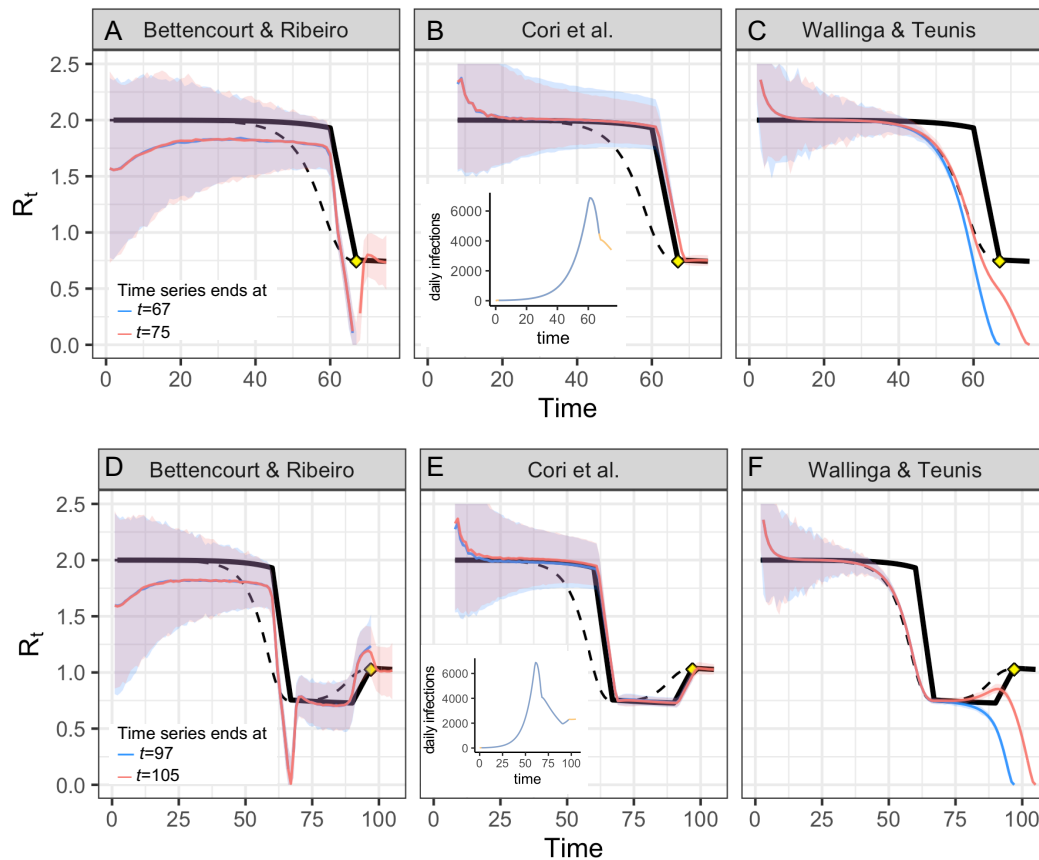 A Bettencourt & Ribeiro
B Cori et al.
C Wallinga & Teunis
2.5
2.0
1.5
1.0
0.5
0.0
Rt
Time series ends at
t=67
t=75
daily infections
6000
4000
2000
0
0 20 40 60
time
0 20 40 60
0 20 40 60
0 20 40 60
Time
D Bettencourt & Ribeiro
E Cori et al.
F Wallinga & Teunis
2.5
2.0
1.5
1.0
0.5
0.0
Rt
Time series ends at
t=97
t=105
daily infections
6000
4000
2000
0
0 25 50 75 100
time
0 25 50 75 100
0 25 50 75 100
0 25 50 75 100
Time